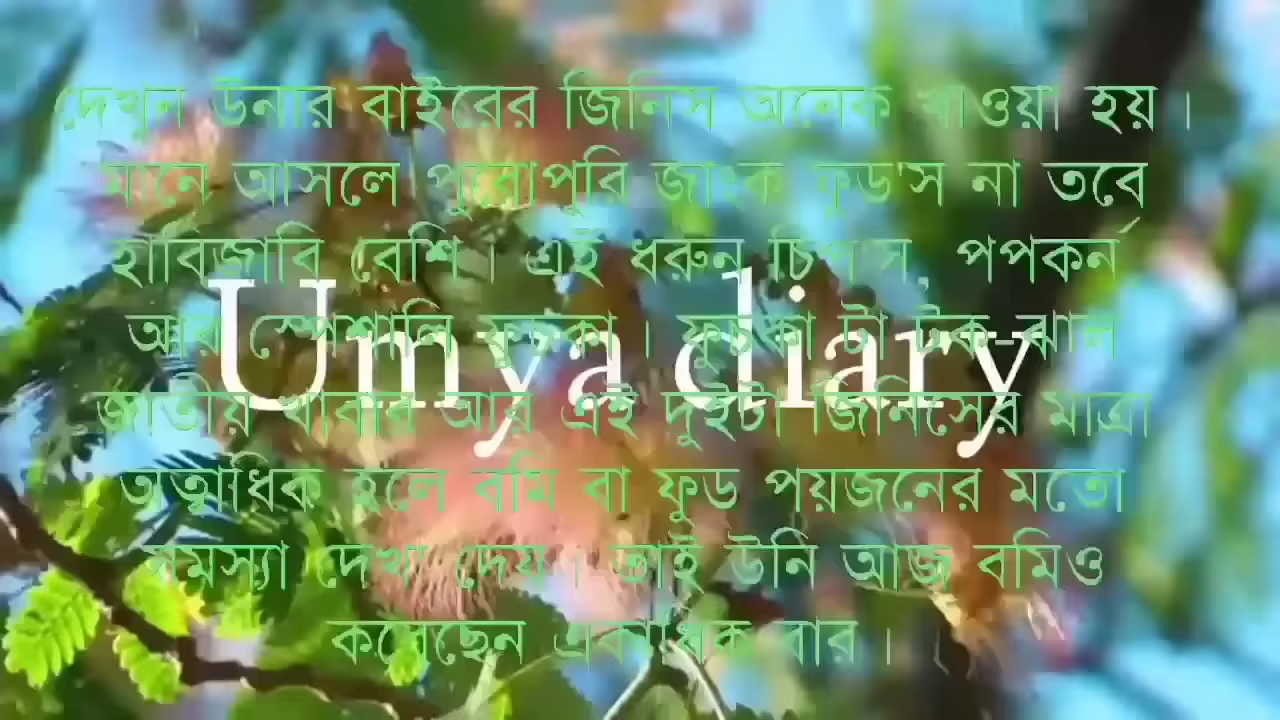 দেখুন উনার বাইরের জিনিস অনেক খাওয়া হয়।
মানে আসলে পুরোপুরি জাংক ফুড'স না তবে
হাবিজাবি বেশি। এই ধরুন চিপস, পপকর্ন
আর স্পেশালি ফুচকা। ফুচকা টা টক-ঝাল
Umya diary
জাতীয় খাবার আর এই দুইটা জিনিসের মাত্রা
অত্যধিক হলে বমি বা ফুড পয়জনের মতো
সমস্যা দেখা দেয়। তাই উনি আজ বমিও
করেছেন একাধিক বার।